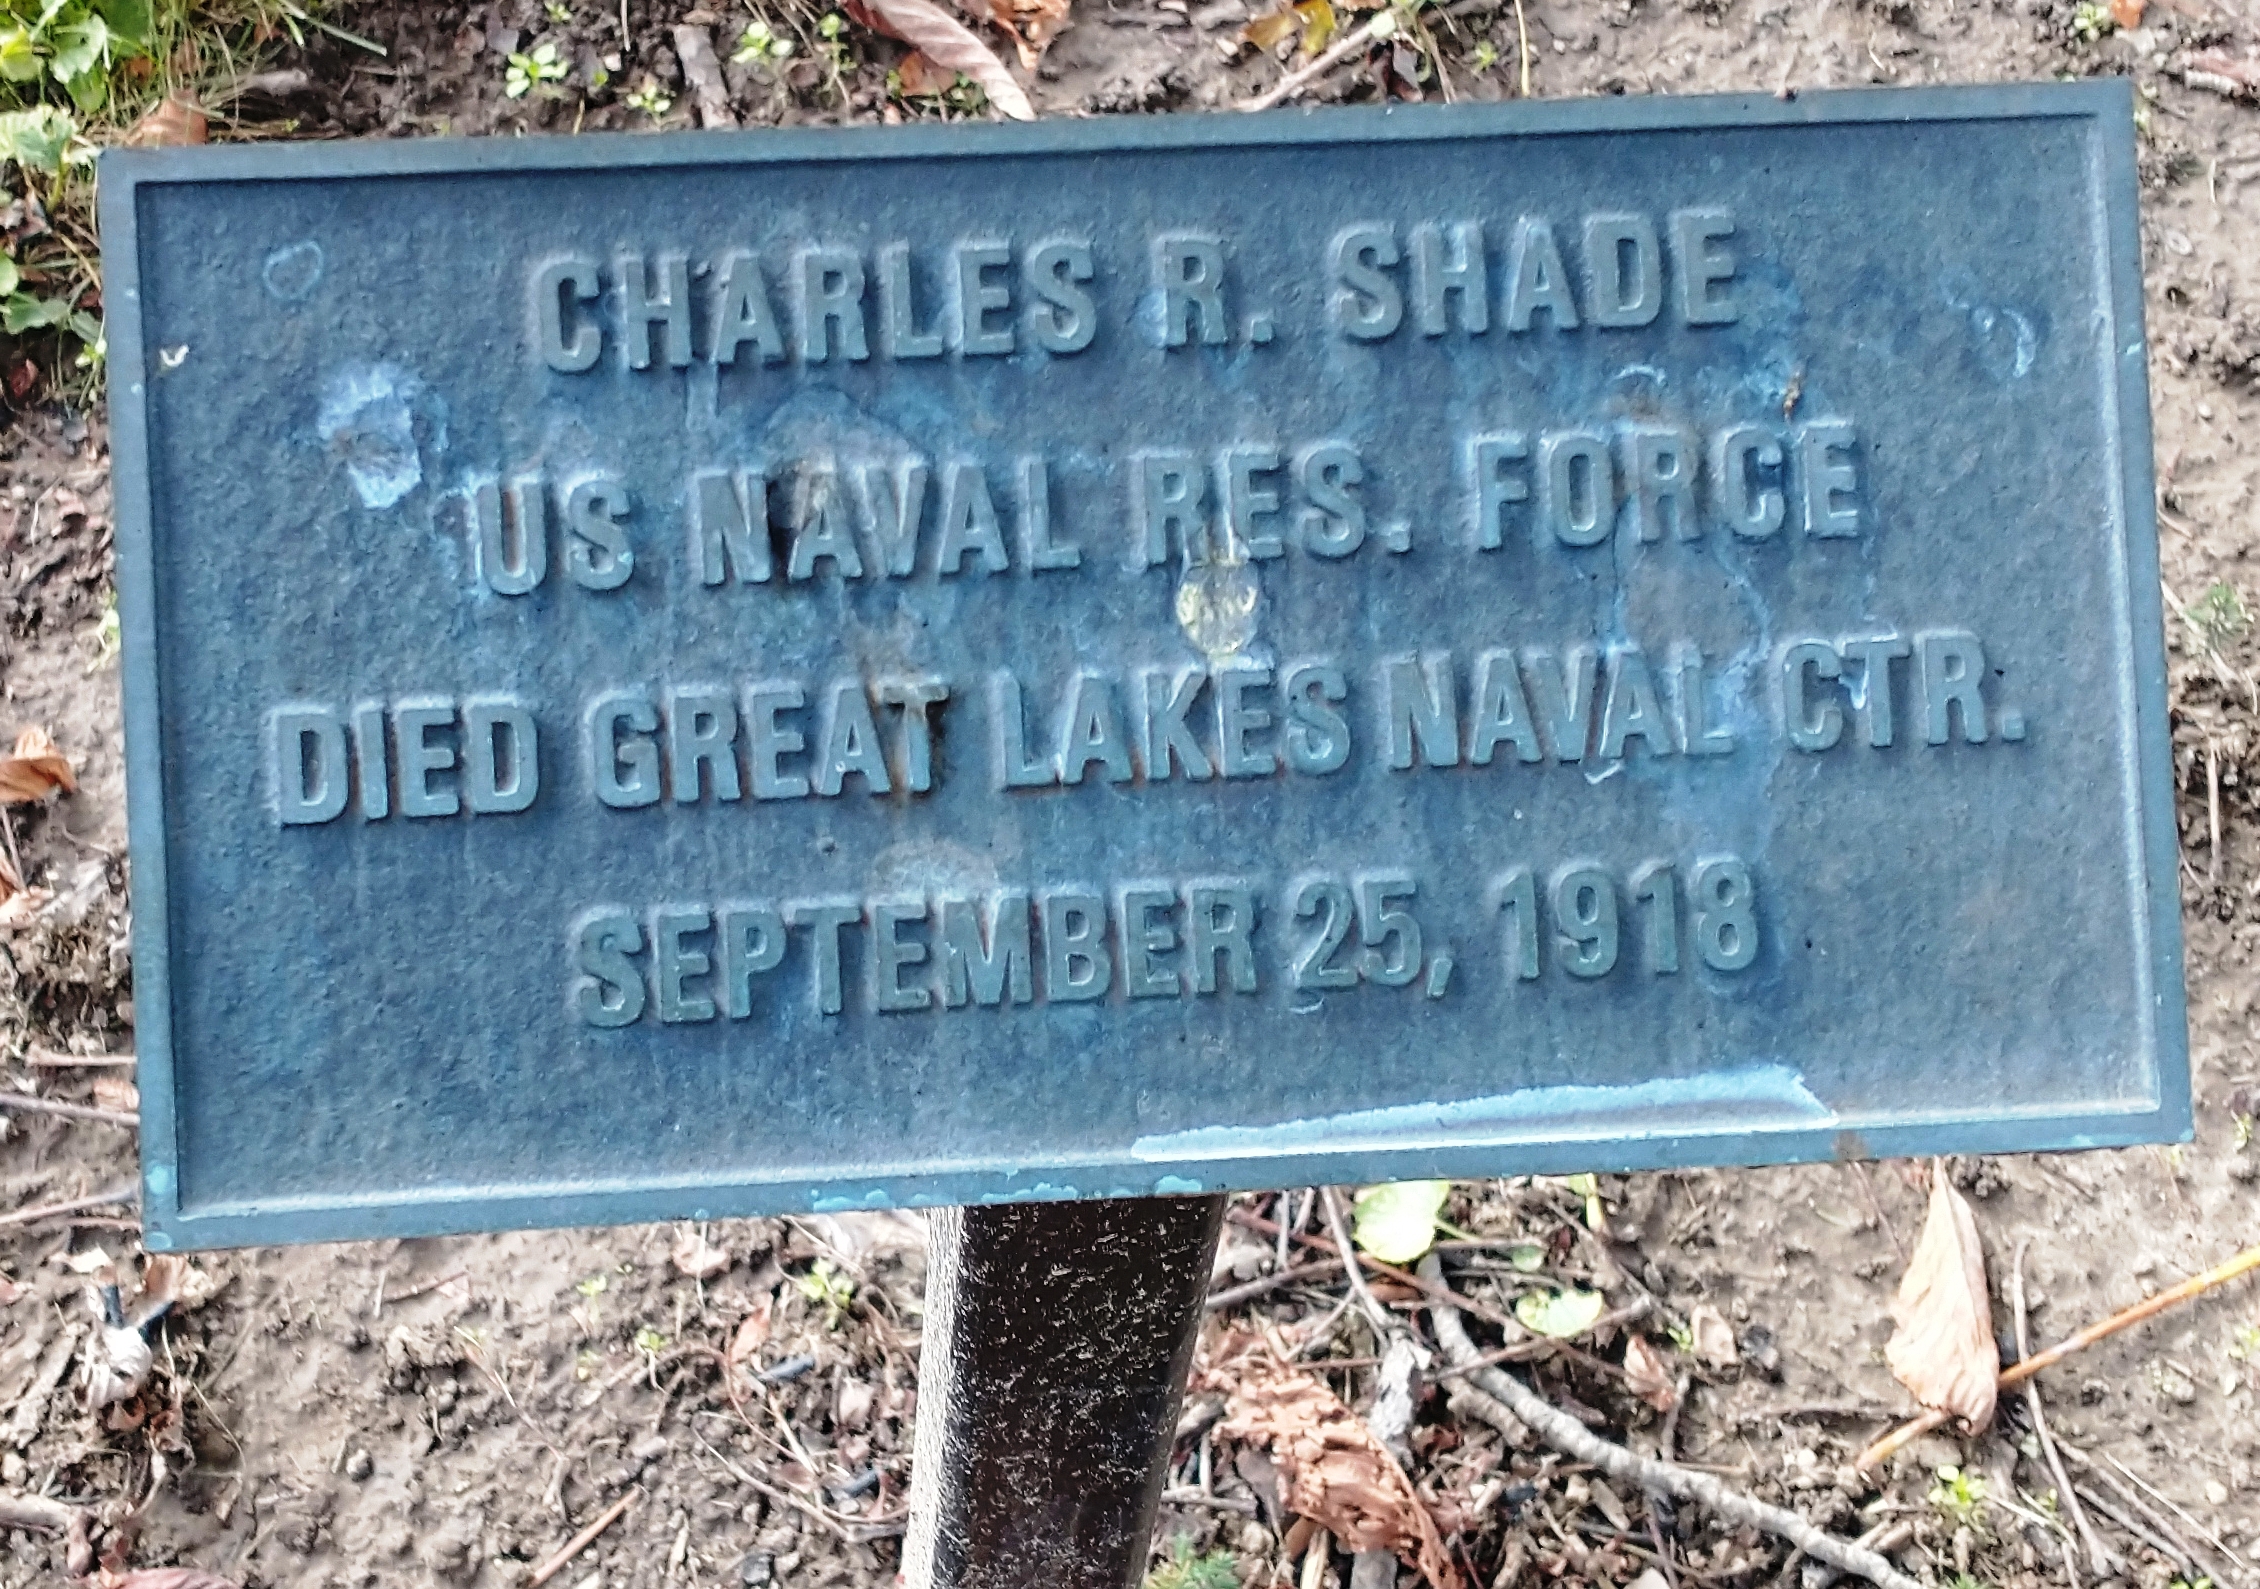 CHARLES R. SHADE
US NAVAL RES. FORCE
DIED GREAT LAKES NAVAL CTR.
SEPTEMBER 25, 1918